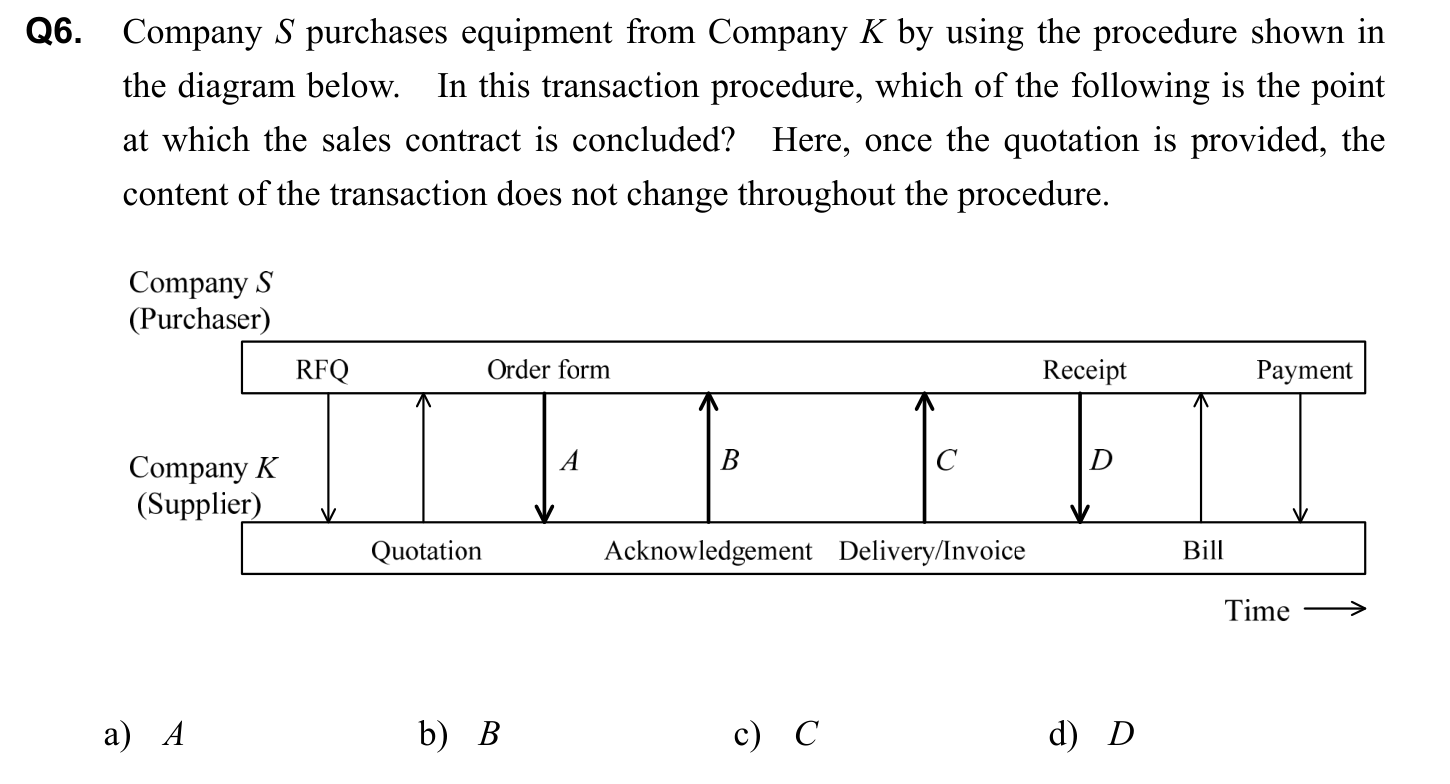 Q6. Company S purchases equipment from Company K by using the procedure shown in
the diagram below. In this transaction procedure, which of the following is the point
at which the sales contract is concluded? Here, once the quotation is provided, the
content of the transaction does not change throughout the procedure.
Company S
(Purchaser)
RFQ Order form Receipt Payment
A B C D
Company K
(Supplier)
Quotation Acknowledgement Delivery/Invoice Bill
Time
a) A b) B c) C d) D